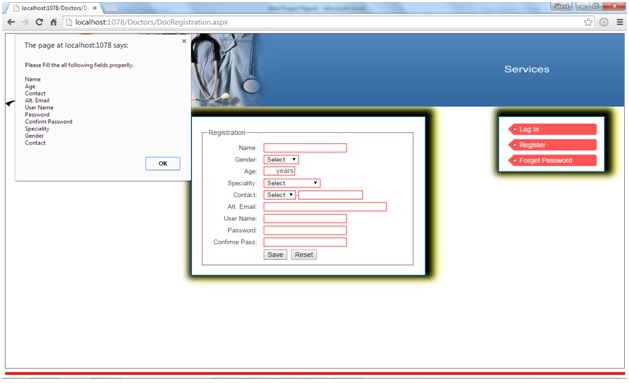 localhost:1078/Doctors/D
localhost:1078/Doctors/DocRegistration.aspx
The page at localhost:1078 says:
Please Fill the all following fields properlly.
Name
Age
Contact
Alt. Email
User Name
Password
Confirm Password
Speciality
Gender
Contact
OK
Services
Registration
Name:
Gender: Select
Age: years
Speciality: Select
Contact: Select -
Alt. Email:
User Name:
Password:
Confirme Pass:
Save Reset
Log In
Register
Forget Password